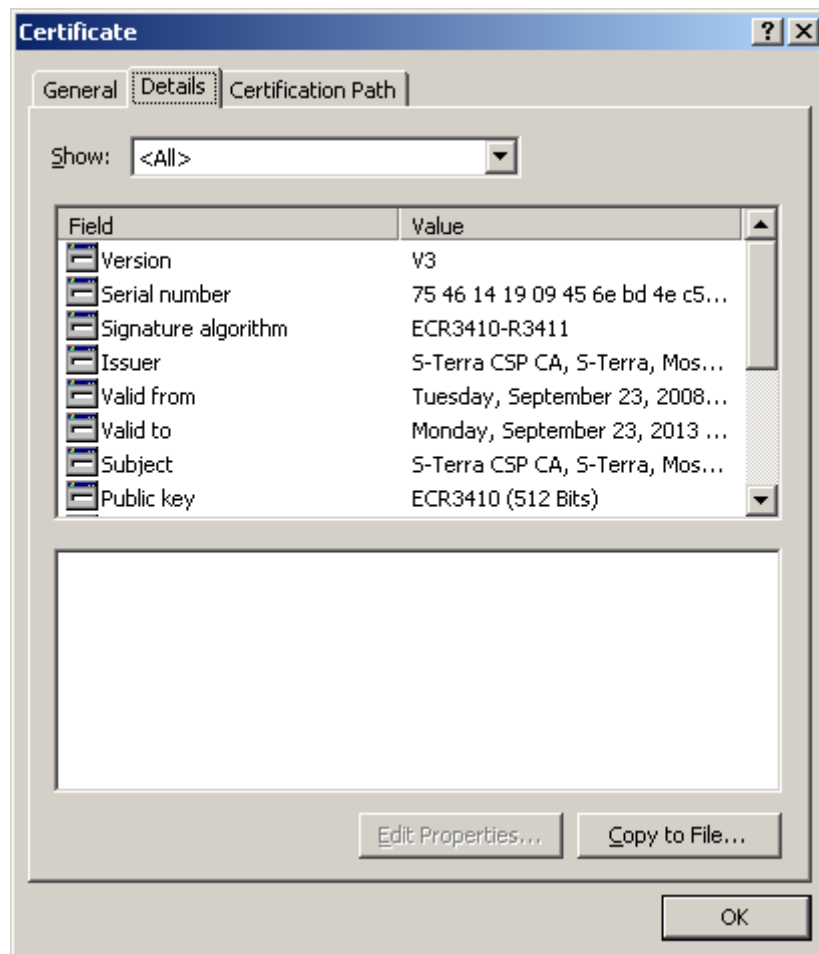 Certificate
General Details Certification Path
Show: <All>
Field Value
Version V3
Serial number 75 46 14 19 09 45 6e bd 4e c5...
Signature algorithm ECR3410-R3411
Issuer S-Terra CSP CA, S-Terra, Mos...
Valid from Tuesday, September 23, 2008...
Valid to Monday, September 23, 2013 ...
Subject S-Terra CSP CA, S-Terra, Mos...
Public key ECR3410 (512 Bits)
Edit Properties... Copy to File...
OK